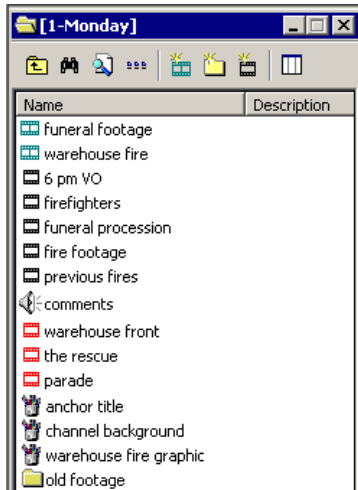 [1-Monday]
Name Description
funeral footage
warehouse fire
6 pm VO
firefighters
funeral procession
fire footage
previous fires
comments
warehouse front
the rescue
parade
anchor title
channel background
warehouse fire graphic
old footage